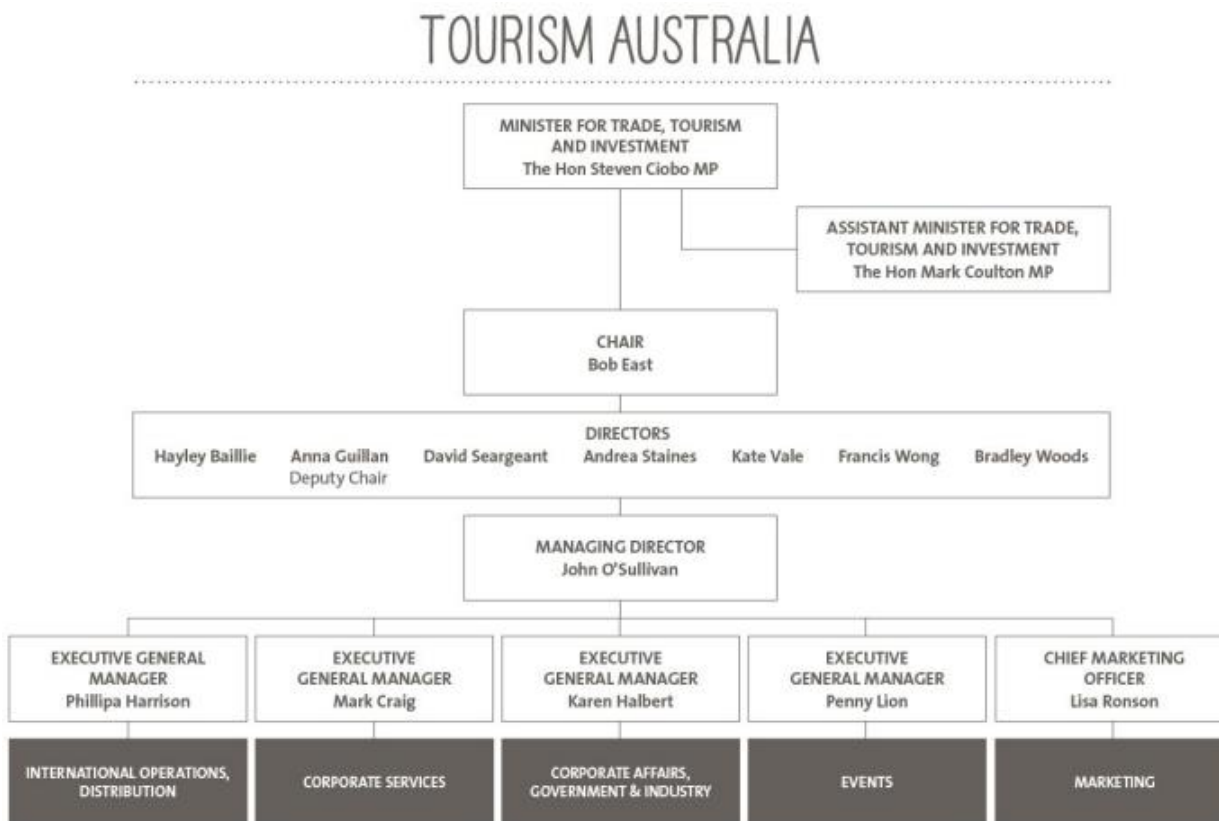 TOURISM AUSTRALIA
MINISTER FOR TRADE, TOURISM
AND INVESTMENT
The Hon Steven Ciobo MP
ASSISTANT MINISTER FOR TRADE,
TOURISM AND INVESTMENT
The Hon Mark Coulton MP
CHAIR
Bob East
DIRECTORS
Hayley Baillie Anna Guillan David Seargeant Andrea Staines Kate Vale Francis Wong Bradley Woods
Deputy Chair
MANAGING DIRECTOR
John O'Sullivan
EXECUTIVE GENERAL
MANAGER
Phillipa Harrison
EXECUTIVE
GENERAL MANAGER
Mark Craig
EXECUTIVE
GENERAL MANAGER
Karen Halbert
EXECUTIVE
GENERAL MANAGER
Penny Lion
CHIEF MARKETING
OFFICER
Lisa Ronson
INTERNATIONAL OPERATIONS,
DISTRIBUTION
CORPORATE SERVICES
CORPORATE AFFAIRS,
GOVERNMENT & INDUSTRY
EVENTS
MARKETING